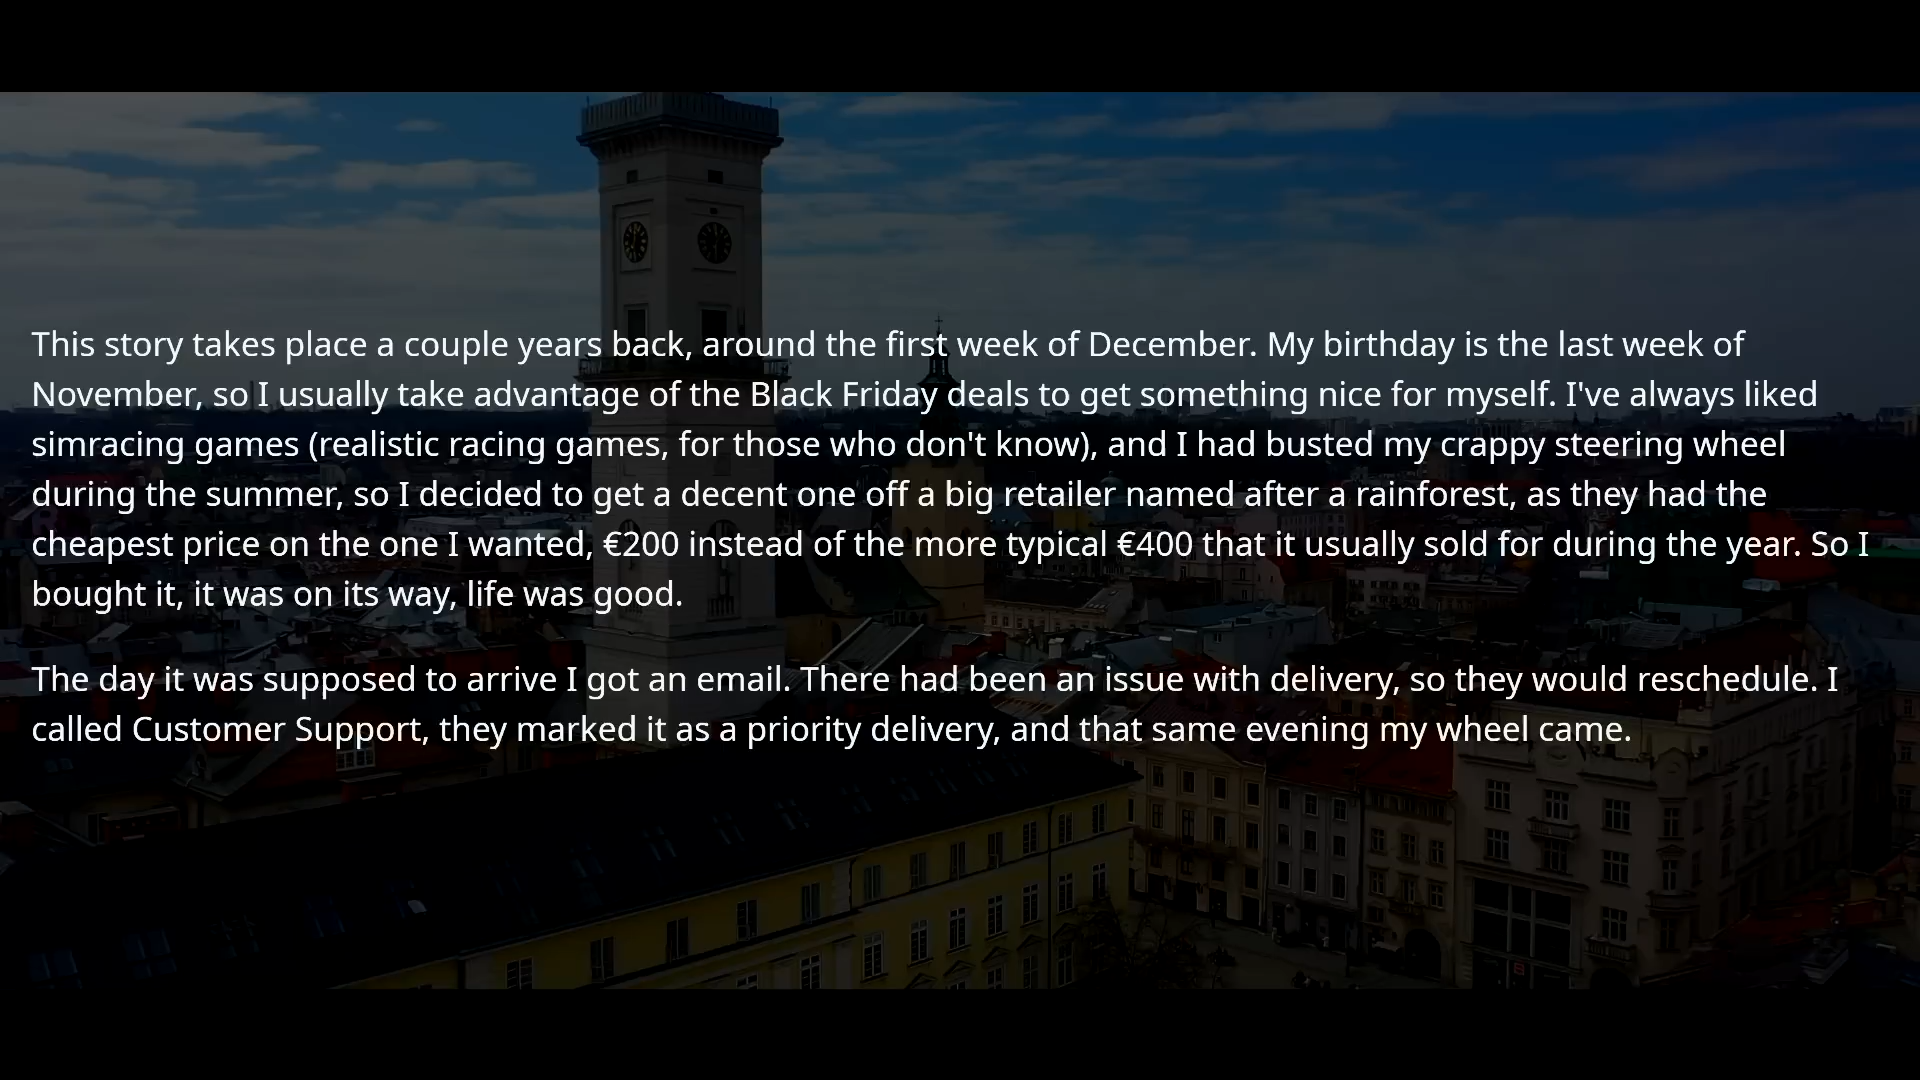 This story takes place a couple years back, around the first week of December. My birthday is the last week of
November, so I usually take advantage of the Black Friday deals to get something nice for myself. I've always liked
simracing games (realistic racing games, for those who don't know), and I had busted my crappy steering wheel
during the summer, so I decided to get a decent one off a big retailer named after a rainforest, as they had the
cheapest price on the one I wanted, €200 instead of the more typical €400 that it usually sold for during the year. So I
bought it, it was on its way, life was good.
The day it was supposed to arrive I got an email. There had been an issue with delivery, so they would reschedule. I
called Customer Support, they marked it as a priority delivery, and that same evening my wheel came.